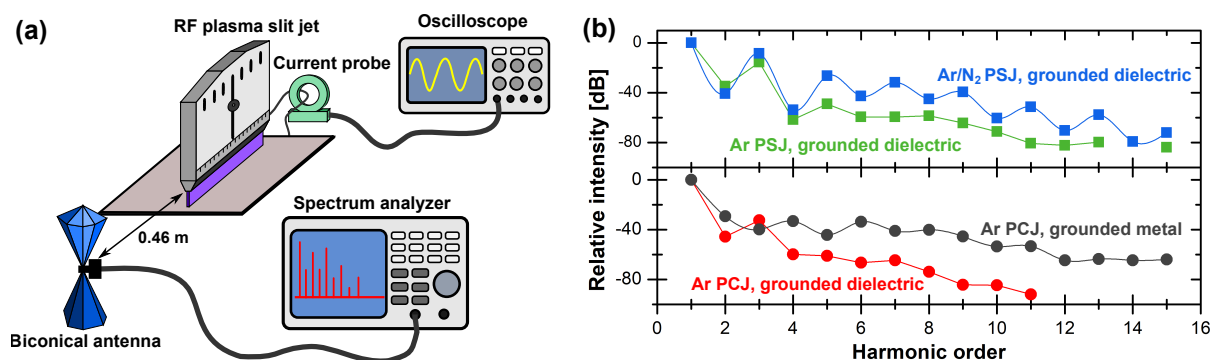 (a)
RF plasma slit jet
Oscilloscope
Current probe
0.46 m
Spectrum analyzer
Biconical antenna
(b)
Relative intensity [dB]
0
-40
-80
Ar/N₂ PSJ, grounded dielectric
Ar PSJ, grounded dielectric
0
-40
-80
Ar PCJ, grounded metal
Ar PCJ, grounded dielectric
0 2 4 6 8 10 12 14 16
Harmonic order